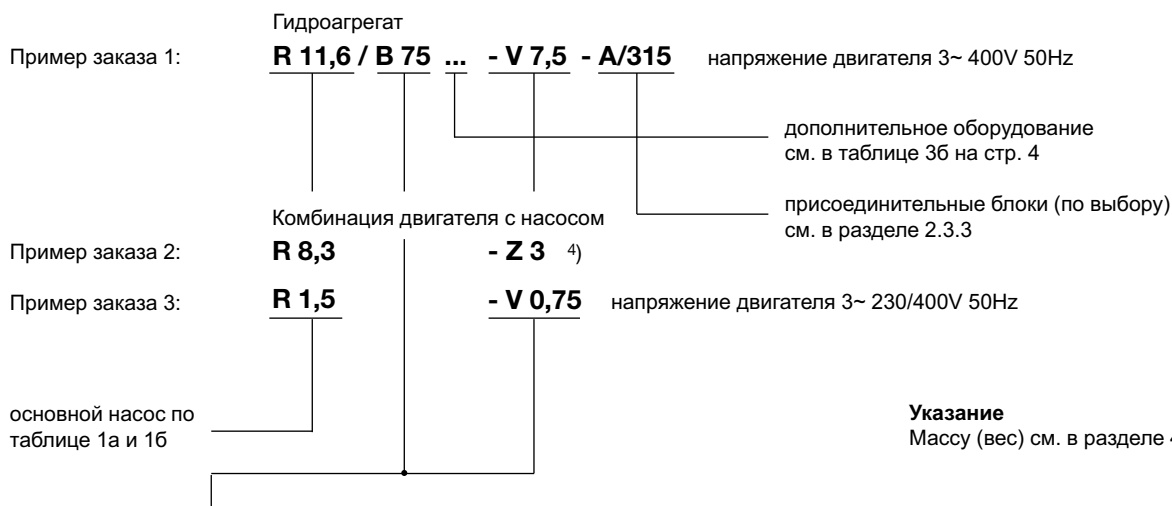 Гидроагрегат
Пример заказа 1: R 11,6 / B 75 ... - V 7,5 - A/315 напряжение двигателя 3~ 400V 50Hz
дополнительное оборудование
см. в таблице 3б на стр. 4
присоединительные блоки (по выбору)
см. в разделе 2.3.3
Комбинация двигателя с насосом
Пример заказа 2: R 8,3 - Z 3 4)
Пример заказа 3: R 1,5 - V 0,75 напряжение двигателя 3~ 230/400V 50Hz
основной насос по
таблице 1а и 1б
Указание
Массу (вес) см. в разделе